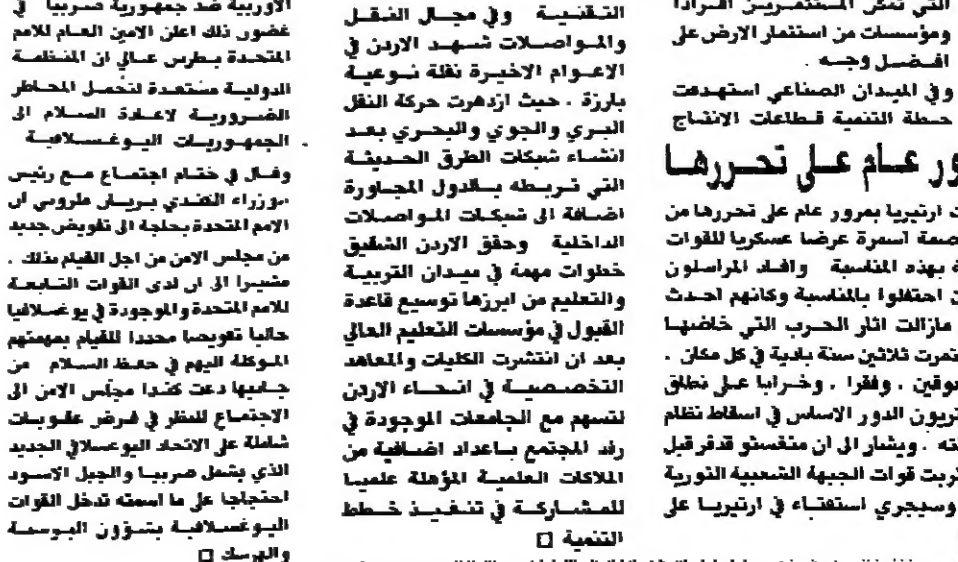 التي تمكن المستثمرين افرادا
ومؤسسات من استثمار الارض على
افضل وجه .
وفي الميدان الصناعي استهدفت
خطة التنمية قطاعات الانتاج
ور عام على تحررها
ت ارتيريا بمرور عام على تحررها من
صمة اسمرة عرضا عسكريا للقوات
ة بهذه المناسبة وافاد المراسلون
ن احتفلوا بالمناسبة وكانهم احدث
مازالت اثار الحرب التي خاضها
تمرت ثلاثين سنة بادية في كل مكان .
عوقين . وفقرا . وخرابا على نطاق
تريون الدور الاساس في اسقاط نظام
ته . ويشار الى ان منغستو قدفر قبل
تربت قوات الجبهة الشعبية الثورية
وسيجري استفتاء في ارتيريا على
التقنية وفي مجال النقل
والمواصلات شهد الاردن في
الاعوام الاخيرة نقلة نوعية
بارزة . حيث ازدهرت حركة النقل
البري والجوي والبحري بعد
انشاء شبكات الطرق الحديثة
التي تربطه بالدول المجاورة
اضافة الى شبكات المواصلات
الداخلية وحقق الاردن الشقيق
خطوات مهمة في ميدان التربية
والتعليم من ابرزها توسيع قاعدة
القبول في مؤسسات التعليم العالي
بعد ان انتشرت الكليات والمعاهد
التخصصية في انحاء الاردن
لتسهم مع الجامعات الموجودة في
رفد المجتمع باعداد اضافية من
الملاكات العلمية المؤهلة علميا
للمشاركة في تنفيذ خطط
التنمية □
الاوربية ضد جمهورية صربيا في
غضون ذلك اعلن الامين العام للامم
المتحدة بطرس غالي ان المنظمة
الدولية مستعدة لتحمل المخاطر
الضرورية لاعادة السلام الى
الجمهوريات اليوغسلافية .
وقال في ختام اجتماع مع رئيس
وزراء الكندي بريان ملروني ان
الامم المتحدة بحاجة الى تفويض جديد
من مجلس الامن من اجل القيام بذلك .
مشيرا الى ان لدى القوات التابعة
للامم المتحدة والموجودة في يوغسلافيا
حاليا تفويضا محددا للقيام بمهمتهم
الموكلة اليهم في حفظ السلام من
جانبها دعت كندا مجلس الامن الى
الاجتماع للنظر في فرض عقوبات
شاملة على الاتحاد اليوغسلافي الجديد
الذي يشمل صربيا والجبل الاسود
احتجاجا على ما اسمته تدخل القوات
اليوغسلافية بشؤون البوسنة
والهرسك □